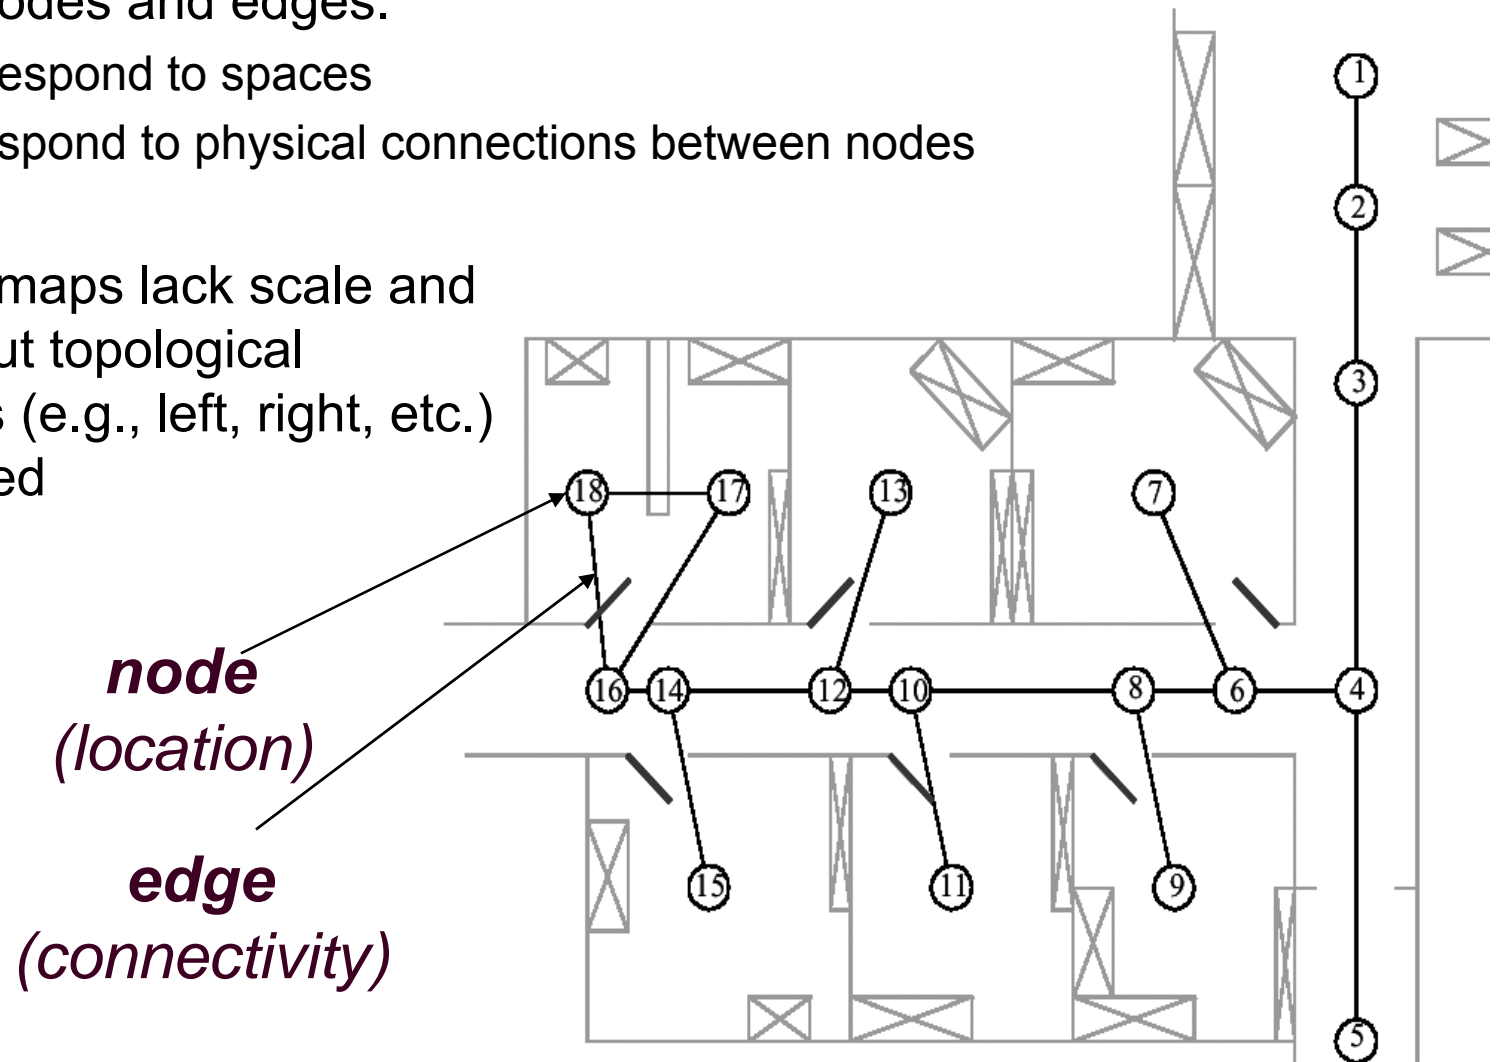 odes and edges.
espond to spaces
spond to physical connections between nodes
maps lack scale and
ut topological
s (e.g., left, right, etc.)
ed
node
(location)
edge
(connectivity)
1
2
3
18 17 13 7
16 14 12 10 8 6 4
15 11 9
5